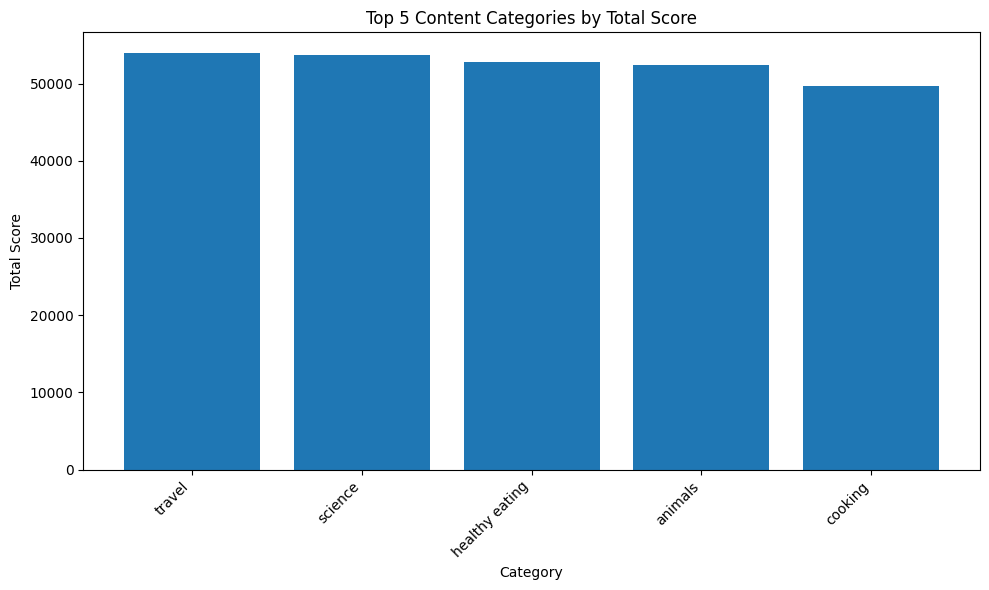 Top 5 Content Categories by Total Score
Total Score
50000
40000
30000
20000
10000
0
travel
science
healthy eating
animals
cooking
Category